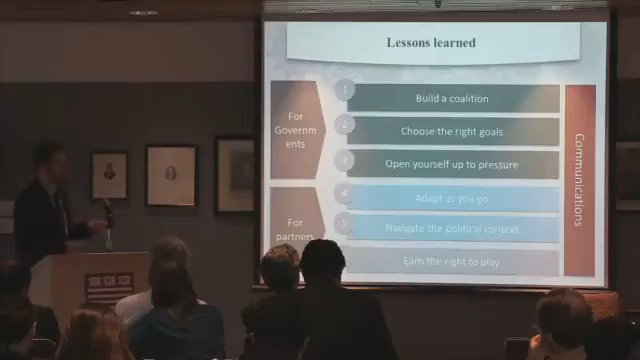 Lessons learned
For
Governm
ents
1
Build a coalition
2
Choose the right goals
3
Open yourself up to pressure
For
partners
4
Adapt as you go
5
Navigate the political context
Earn the right to play
Communications